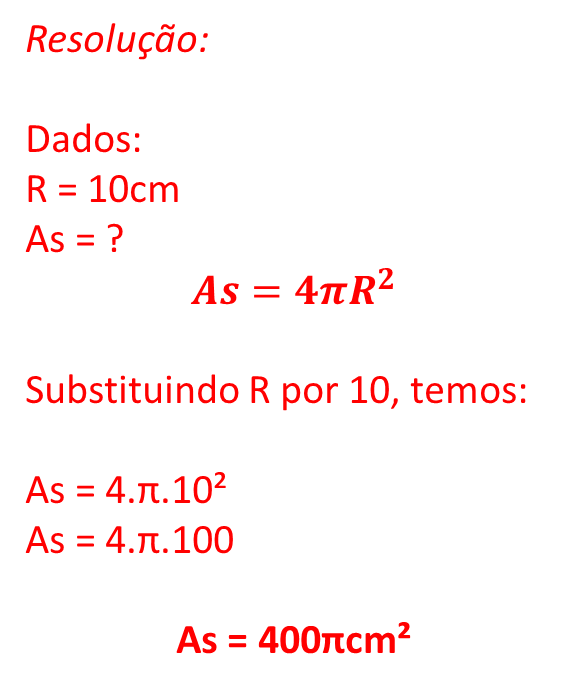 Resolução:
Dados:
R = 10cm
As = ?
As = 4πR²
Substituindo R por 10, temos:
As = 4.π.10²
As = 4.π.100
As = 400πcm²